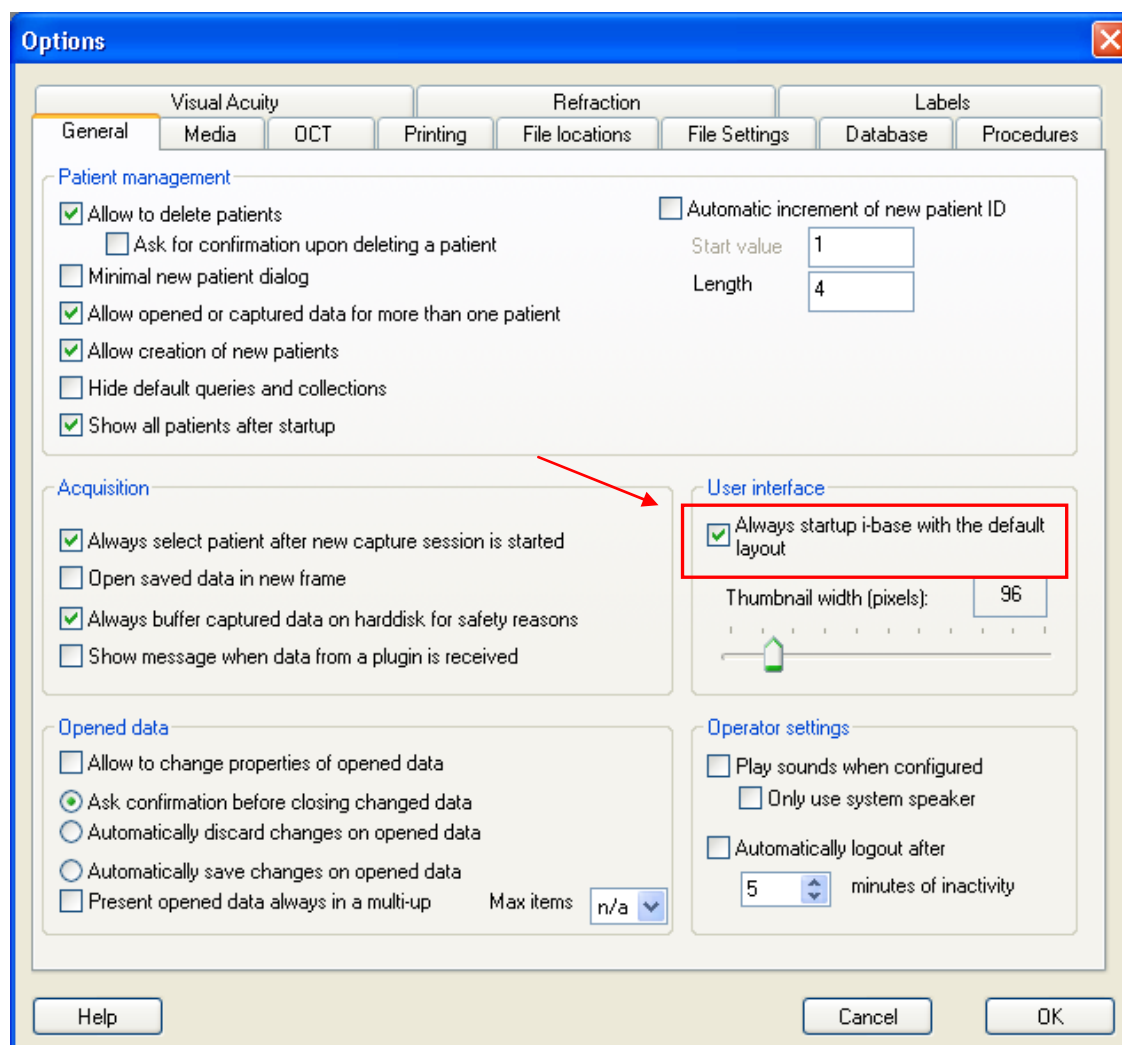 Options
Visual Acuity
Refraction
Labels
General
Media
OCT
Printing
File locations
File Settings
Database
Procedures
Patient management
Allow to delete patients
Ask for confirmation upon deleting a patient
Minimal new patient dialog
Allow opened or captured data for more than one patient
Allow creation of new patients
Hide default queries and collections
Show all patients after startup
Automatic increment of new patient ID
Start value
1
Length
4
Acquisition
Always select patient after new capture session is started
Open saved data in new frame
Always buffer captured data on harddisk for safety reasons
Show message when data from a plugin is received
User interface
Always startup i-base with the default
layout
Thumbnail width (pixels):
96
Opened data
Allow to change properties of opened data
Ask confirmation before closing changed data
Automatically discard changes on opened data
Automatically save changes on opened data
Present opened data always in a multi-up
Max items
n/a
Operator settings
Play sounds when configured
Only use system speaker
Automatically logout after
5
minutes of inactivity
Help
Cancel
OK